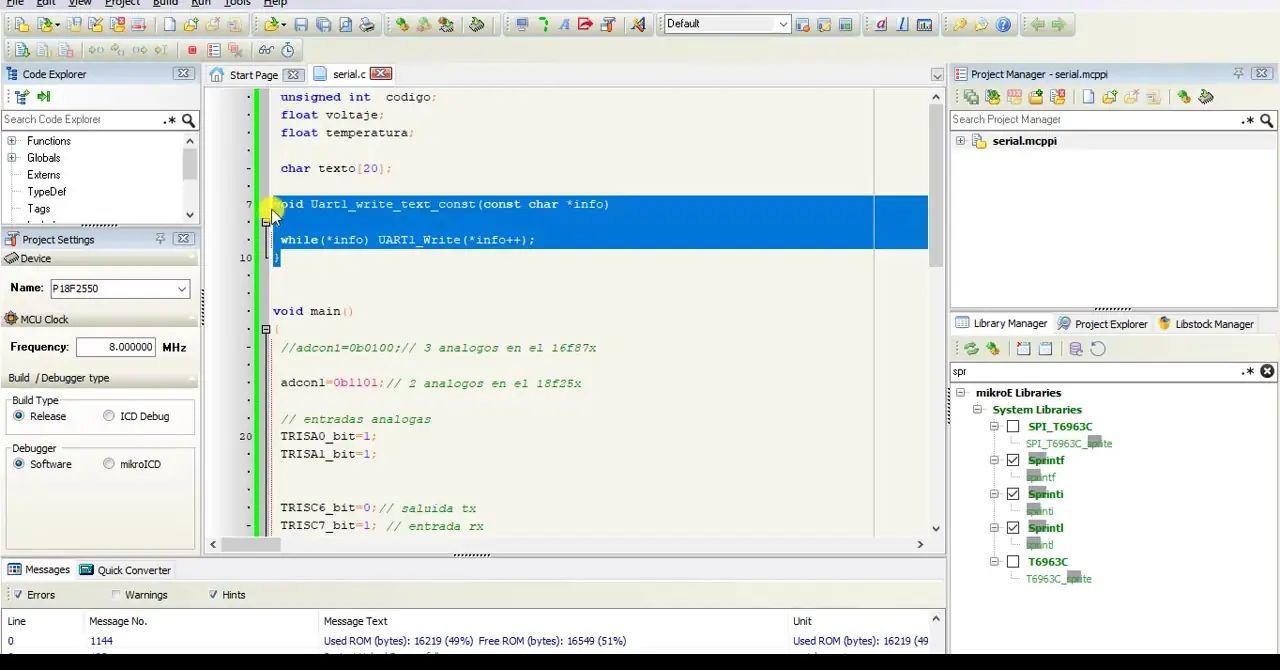 File Edit View Project Build Run Tools Help
Default
Code Explorer
Start Page
serial.c
Project Manager - serial.mcppi
Search Code Explorer
Search Project Manager
Functions
Globals
Externs
TypeDef
Tags
serial.mcppi
unsigned int  codigo;
float voltaje;
float temperatura;
char texto[20];
7
oid Uart1_write_text_const(const char *info)
while(*info) UART1_Write(*info++);
10
}
void main()
{
//adcon1=0b0100;// 3 analogos en el 16f87x
adcon1=0b1101;// 2 analogos en el 18f25x
// entradas analogas
20
TRISA0_bit=1;
TRISA1_bit=1;
TRISC6_bit=0;// saluida tx
TRISC7_bit=1; // entrada rx
Project Settings
Device
Name: P18F2550
MCU Clock
Frequency: 8.000000 MHz
Build / Debugger type
Build Type
Release
ICD Debug
Debugger
Software
mikroICD
Library Manager
Project Explorer
Libstock Manager
spr
mikroE Libraries
System Libraries
SPI_T6963C
SPI_T6963C_sprite
Sprintf
sprintf
Sprinti
sprinti
Sprintl
sprintl
T6963C
T6963C_sprite
Messages
Quick Converter
Errors
Warnings
Hints
Line
Message No.
Message Text
Unit
0
1144
Used ROM (bytes): 16219 (49%)  Free ROM (bytes): 16549 (51%)
Used ROM (bytes): 16219 (49